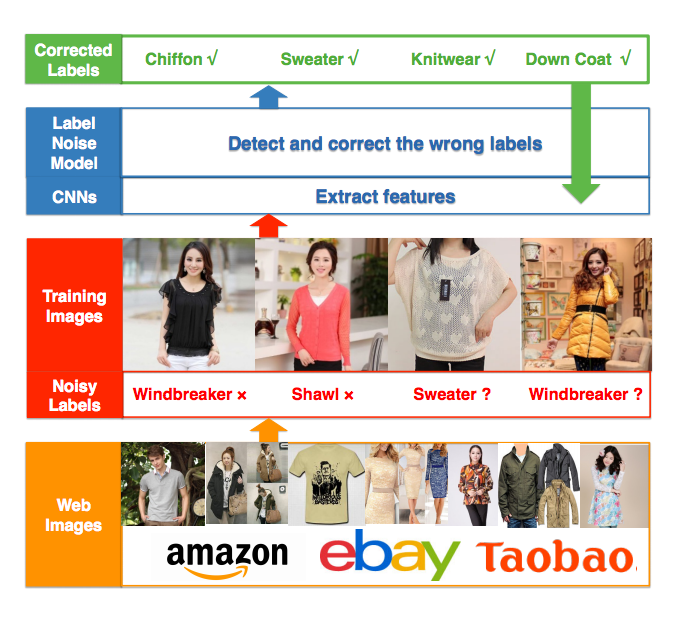 Corrected
Labels
Chiffon √
Sweater √
Knitwear √
Down Coat √
Label
Noise
Model
Detect and correct the wrong labels
CNNs
Extract features
Training
Images
Noisy
Labels
Windbreaker ×
Shawl ×
Sweater ?
Windbreaker ?
Web
Images
amazon
ebay
Taobao.